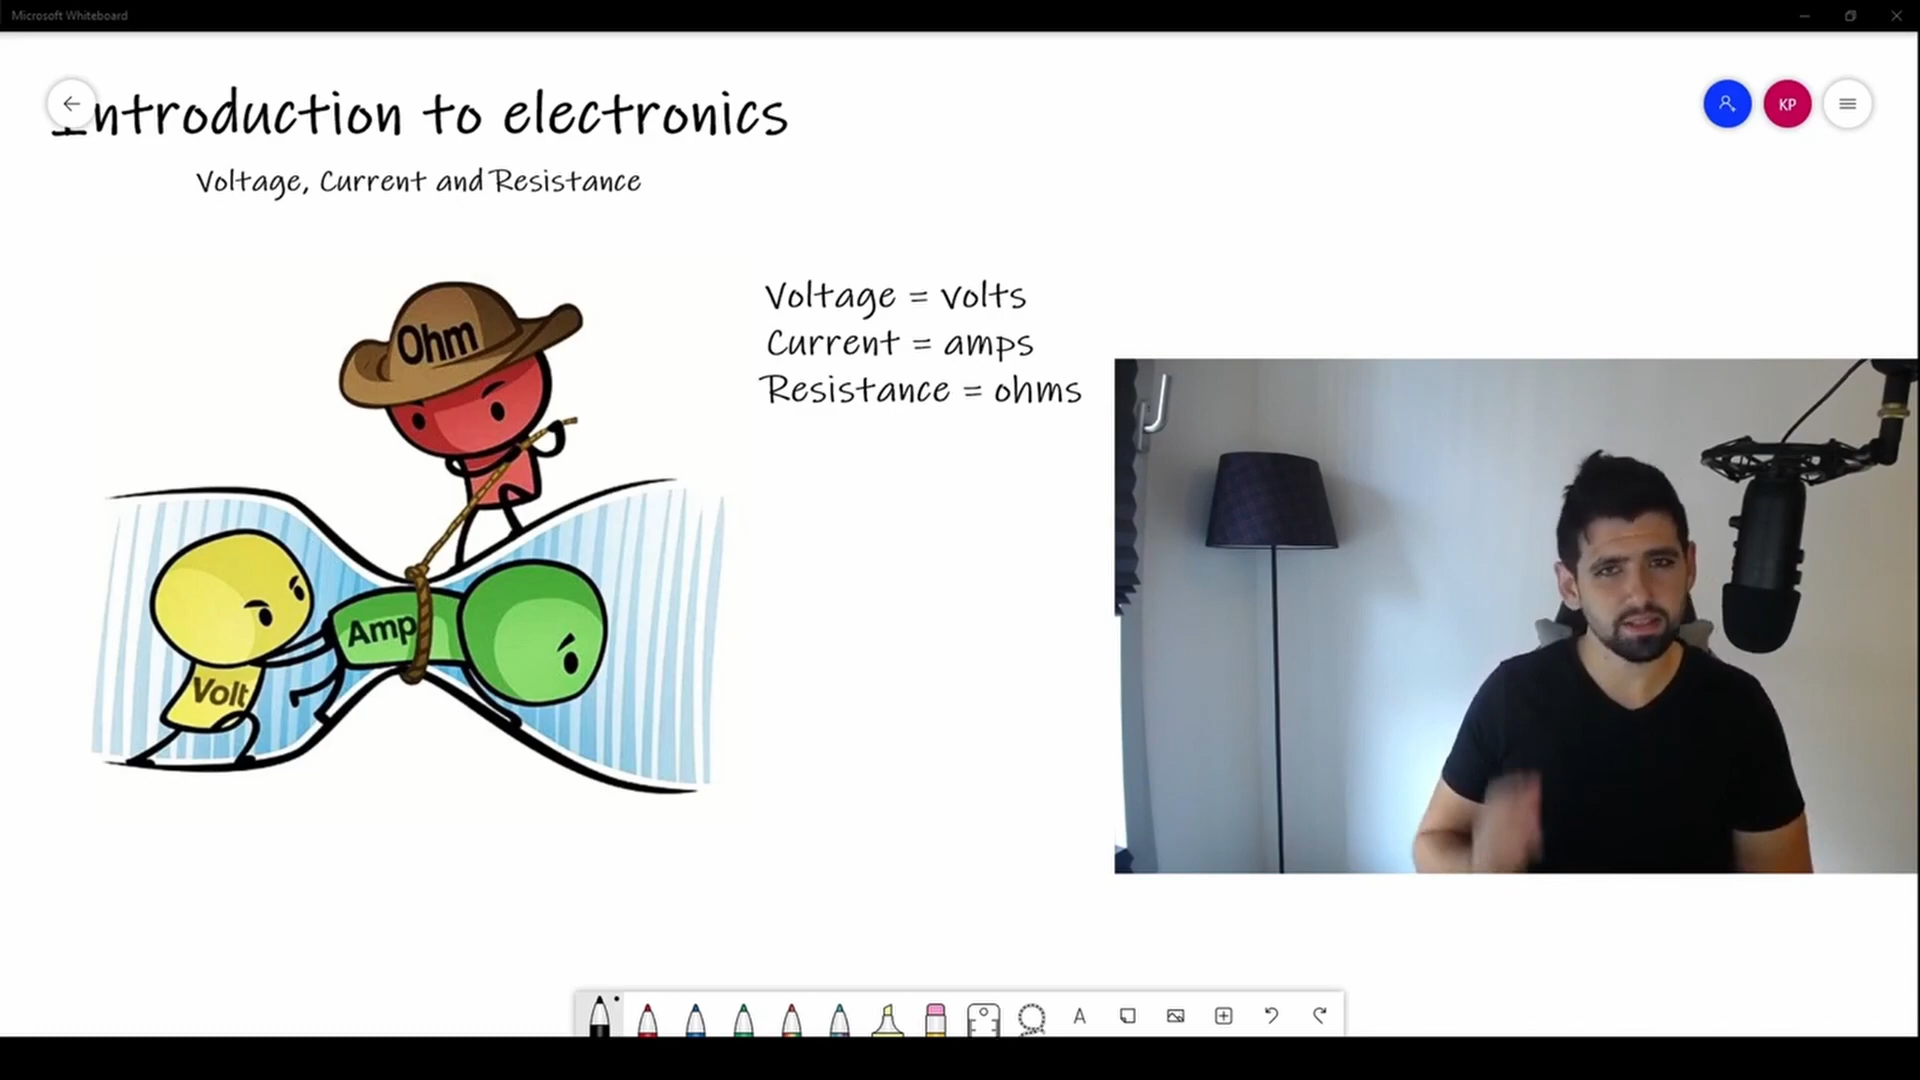 Microsoft Whiteboard
Introduction to electronics
KP
Voltage, Current and Resistance
Voltage = volts
Current = amps
Resistance = ohms
Ohm
Amp
Volt
A